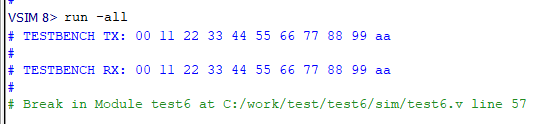 #
VSIM 8> run -all
# TESTBENCH TX: 00 11 22 33 44 55 66 77 88 99 aa
#
# TESTBENCH RX: 00 11 22 33 44 55 66 77 88 99 aa
#
# Break in Module test6 at C:/work/test/test6/sim/test6.v line 57